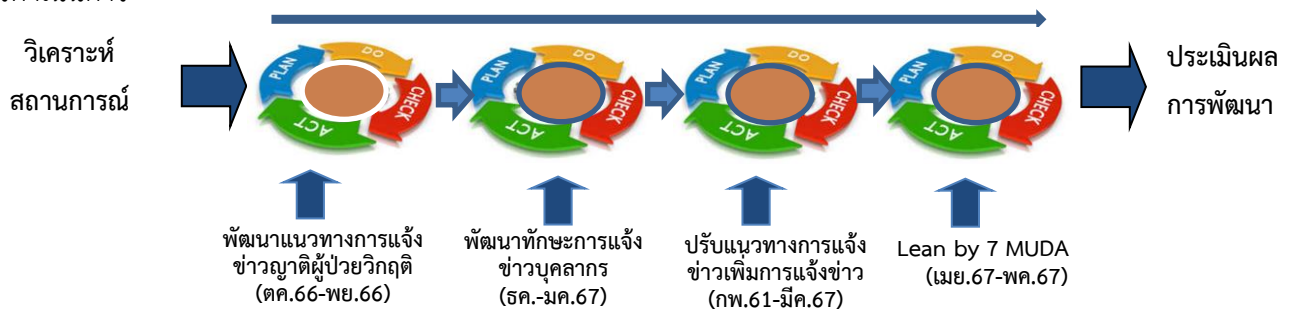 วิเคราะห์
สถานการณ์
PLAN
DO
CHECK
ACT
PLAN
DO
CHECK
ACT
PLAN
DO
CHECK
ACT
PLAN
DO
CHECK
ACT
ประเมินผล
การพัฒนา
พัฒนาแนวทางการแจ้ง
ข่าวญาติผู้ป่วยวิกฤติ
(ตค.66-พย.66)
พัฒนาทักษะการแจ้ง
ข่าวบุคลากร
(ธค.-มค.67)
ปรับแนวทางการแจ้ง
ข่าวเพิ่มการแจ้งข่าว
(กพ.61-มีค.67)
Lean by 7 MUDA
(เมย.67-พค.67)